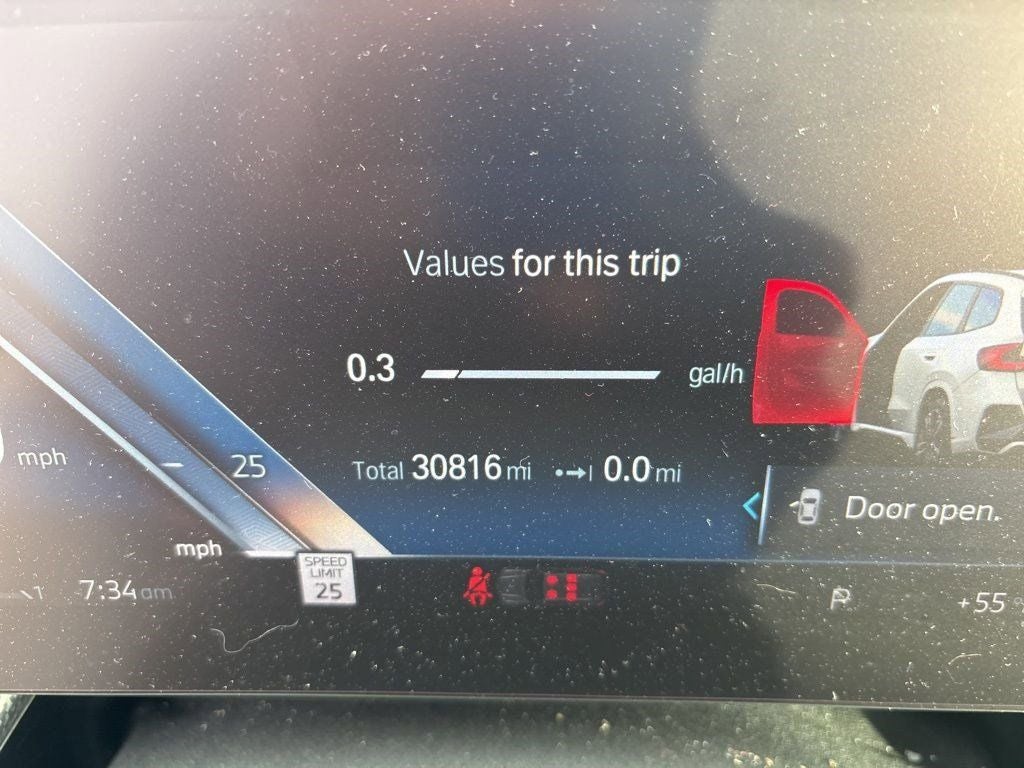 Values for this trip
0.3 gal/h
mph
25
Total 30816 mi 0.0 mi
Door open.
mph
SPEED
LIMIT
25
7:34 am
P
+55